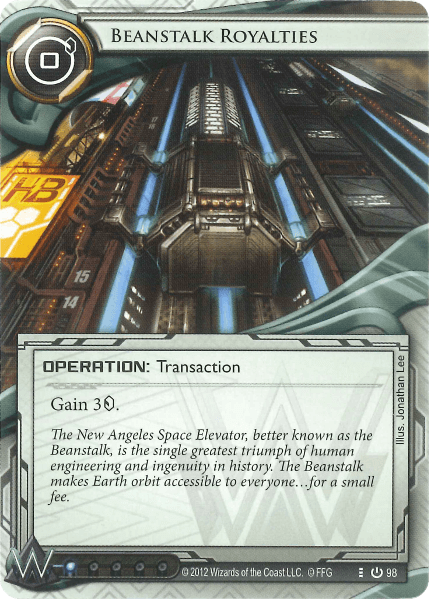 0
BEANSTALK ROYALTIES
HB
15
14
OPERATION: Transaction
Gain 3.
The New Angeles Space Elevator, better known as the
Beanstalk, is the single greatest triumph of human
engineering and ingenuity in history. The Beanstalk
makes Earth orbit accessible to everyone…for a small
fee.
Illus. Jonathan Lee
© 2012 Wizards of the Coast LLC. © FFG
98